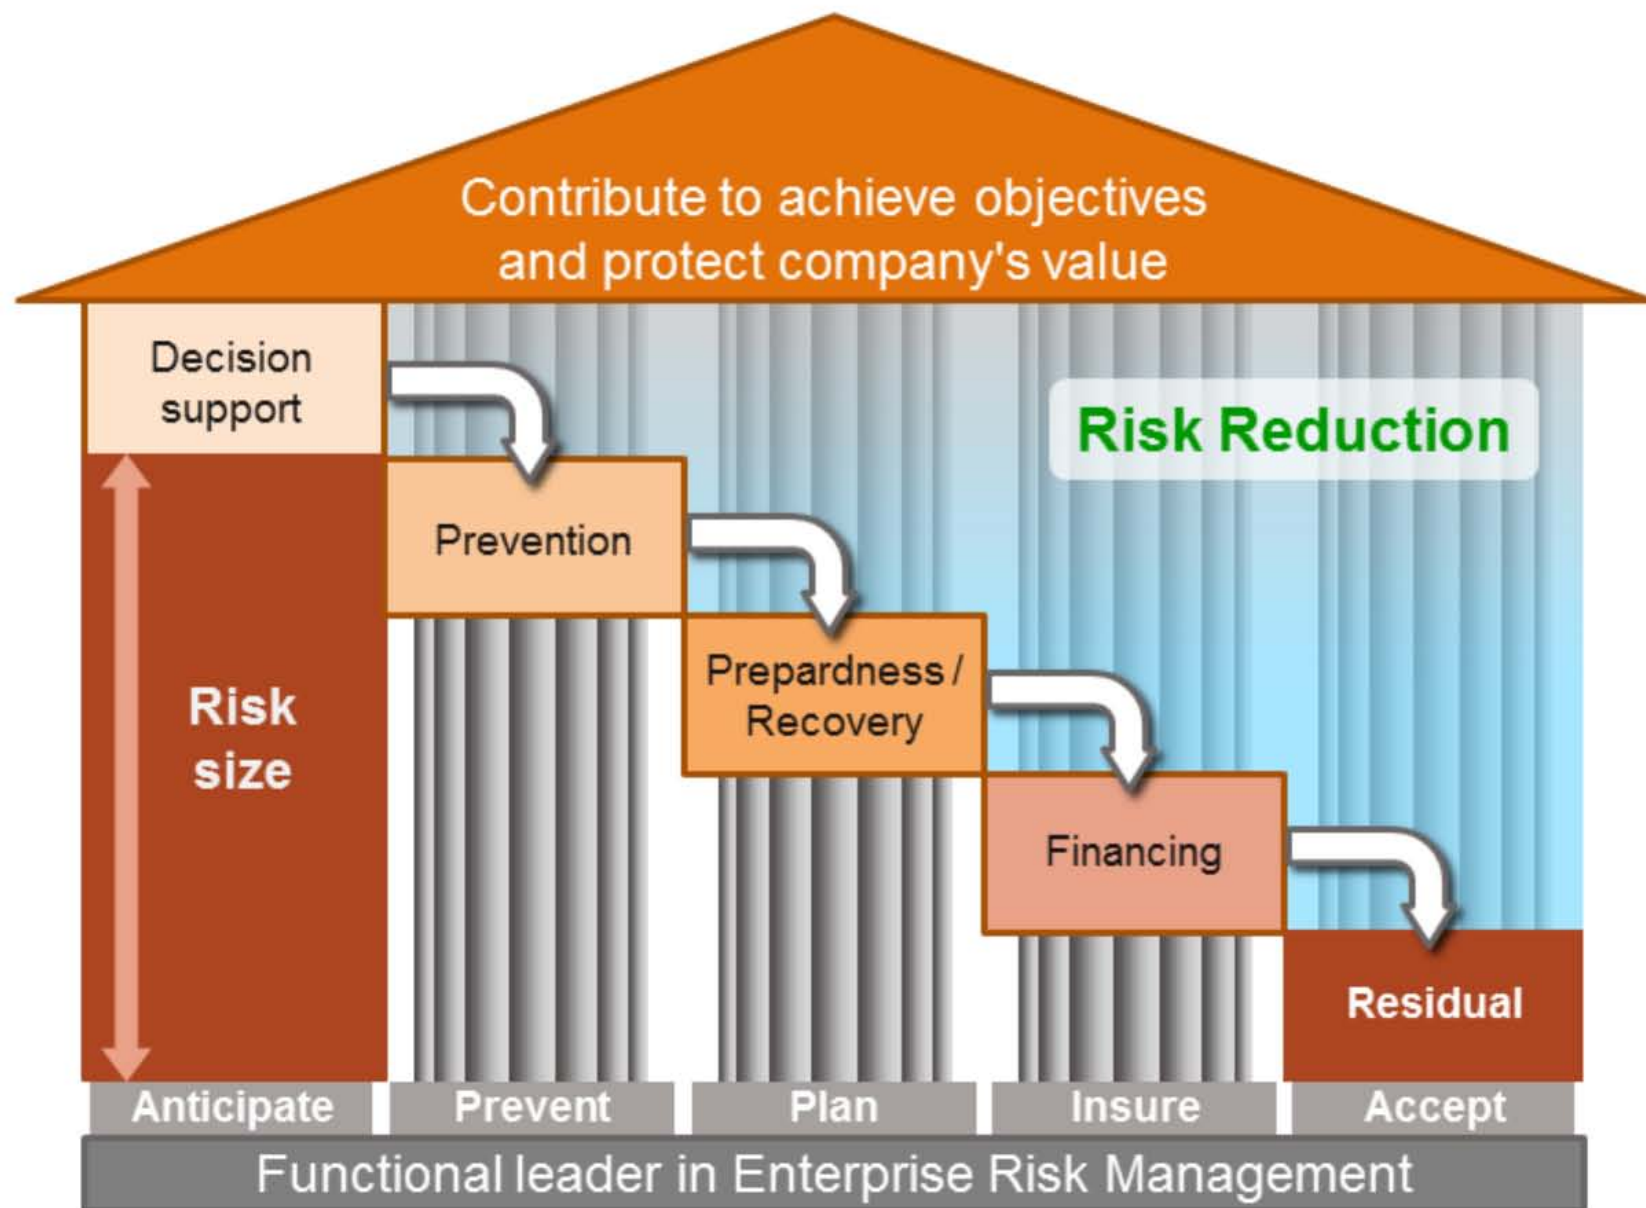 Contribute to achieve objectives
and protect company's value
Decision
support
Risk Reduction
Prevention
Prepardness /
Recovery
Risk
size
Financing
Residual
Anticipate
Prevent
Plan
Insure
Accept
Functional leader in Enterprise Risk Management